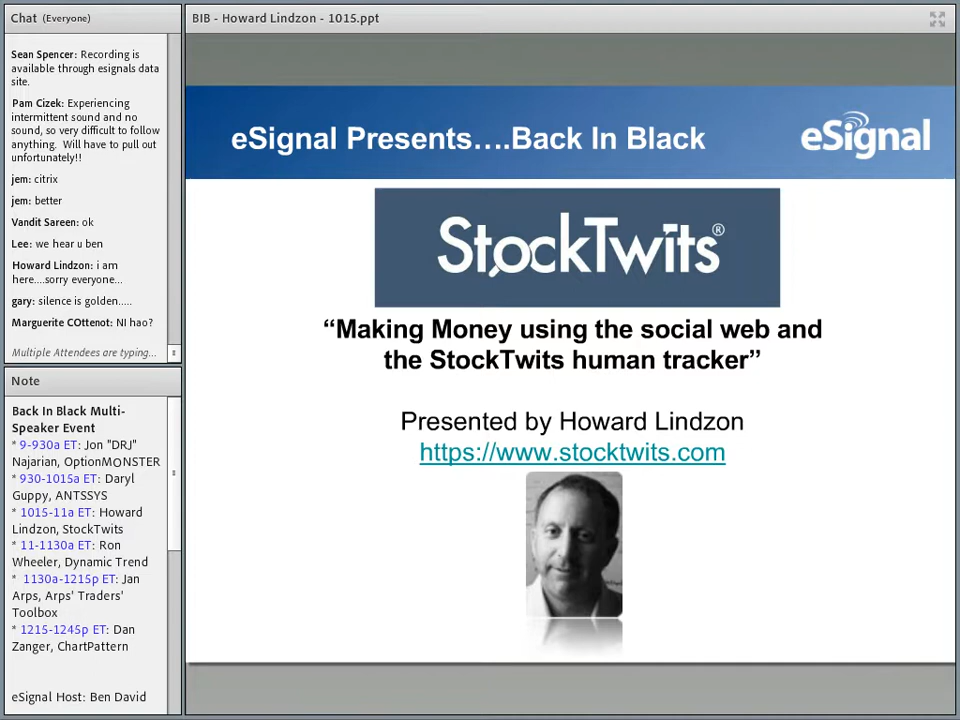 Chat (Everyone)
Sean Spencer: Recording is
available through esignals data
site.
Pam Cizek: Experiencing
intermittent sound and no
sound, so very difficult to follow
anything. Will have to pull out
unfortunately!!
jem: citrix
jem: better
Vandit Sareen: ok
Lee: we hear u ben
Howard Lindzon: i am
here....sorry everyone...
gary: silence is golden.....
Marguerite COttenot: NI hao?
Multiple Attendees are typing...
Note
Back In Black Multi-
Speaker Event
* 9-930a ET: Jon "DRJ"
Najarian, OptionMONSTER
* 930-1015a ET: Daryl
Guppy, ANTSSYS
* 1015-11a ET: Howard
Lindzon, StockTwits
* 11-1130a ET: Ron
Wheeler, Dynamic Trend
* 1130a-1215p ET: Jan
Arps, Arps' Traders'
Toolbox
* 1215-1245p ET: Dan
Zanger, ChartPattern
eSignal Host: Ben David
BIB - Howard Lindzon - 1015.ppt
eSignal Presents….Back In Black
eSignal
StockTwits®
“Making Money using the social web and
the StockTwits human tracker”
Presented by Howard Lindzon
https://www.stocktwits.com